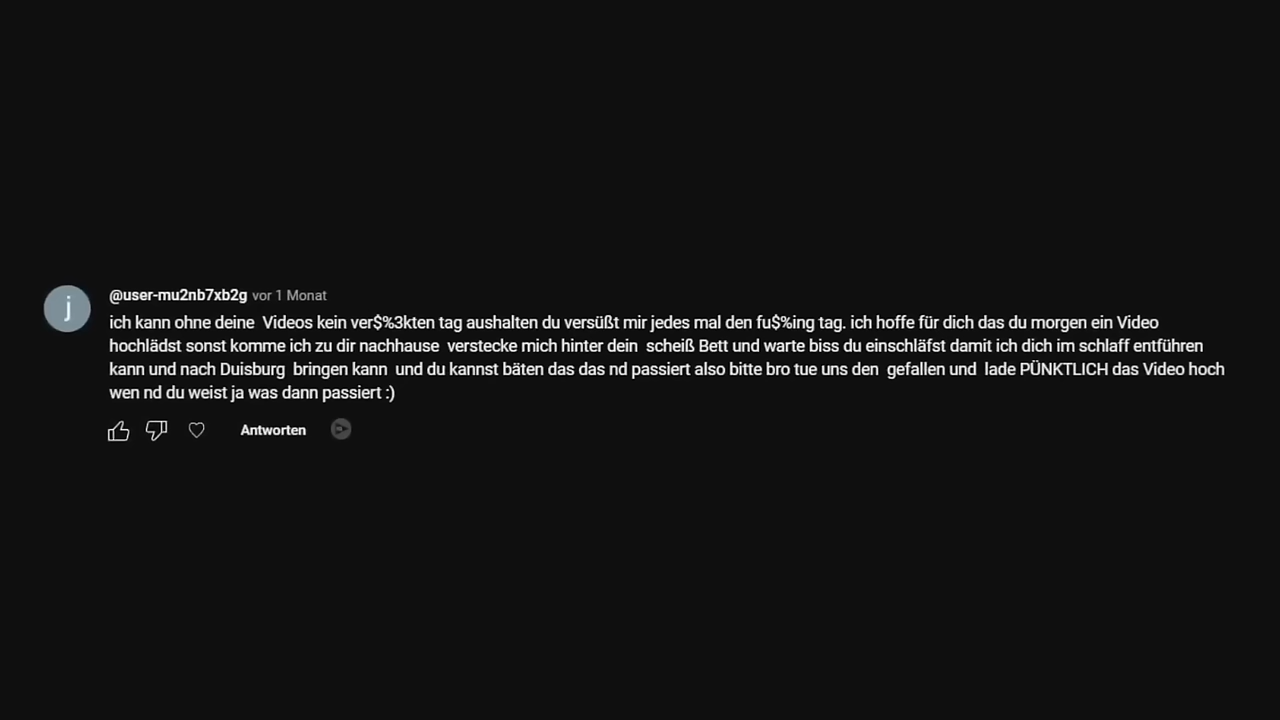 j
@user-mu2nb7xb2g vor 1 Monat
ich kann ohne deine  Videos kein ver$%3kten tag aushalten du versüßt mir jedes mal den fu$%ing tag. ich hoffe für dich das du morgen ein Video
hochlädst sonst komme ich zu dir nachhause  verstecke mich hinter dein  scheiß Bett und warte biss du einschläfst damit ich dich im schlaff entführen
kann und nach Duisburg  bringen kann  und du kannst bäten das das nd passiert also bitte bro tue uns den  gefallen und  lade PÜNKTLICH das Video hoch
wen nd du weist ja was dann passiert :)
Antworten